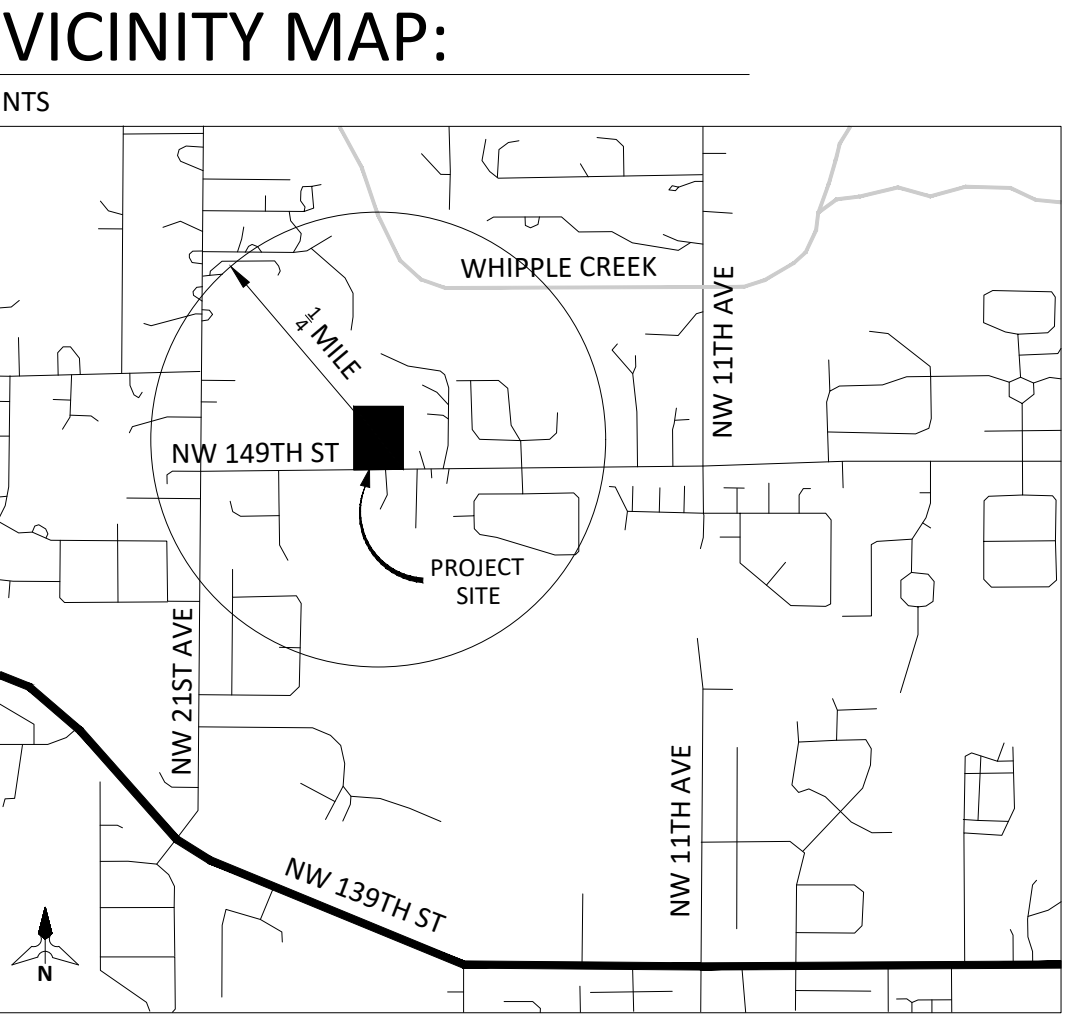 VICINITY MAP:
NTS
WHIPPLE CREEK
NW 11TH AVE
1/4 MILE
NW 149TH ST
PROJECT
SITE
NW 21ST AVE
NW 11TH AVE
NW 139TH ST
N